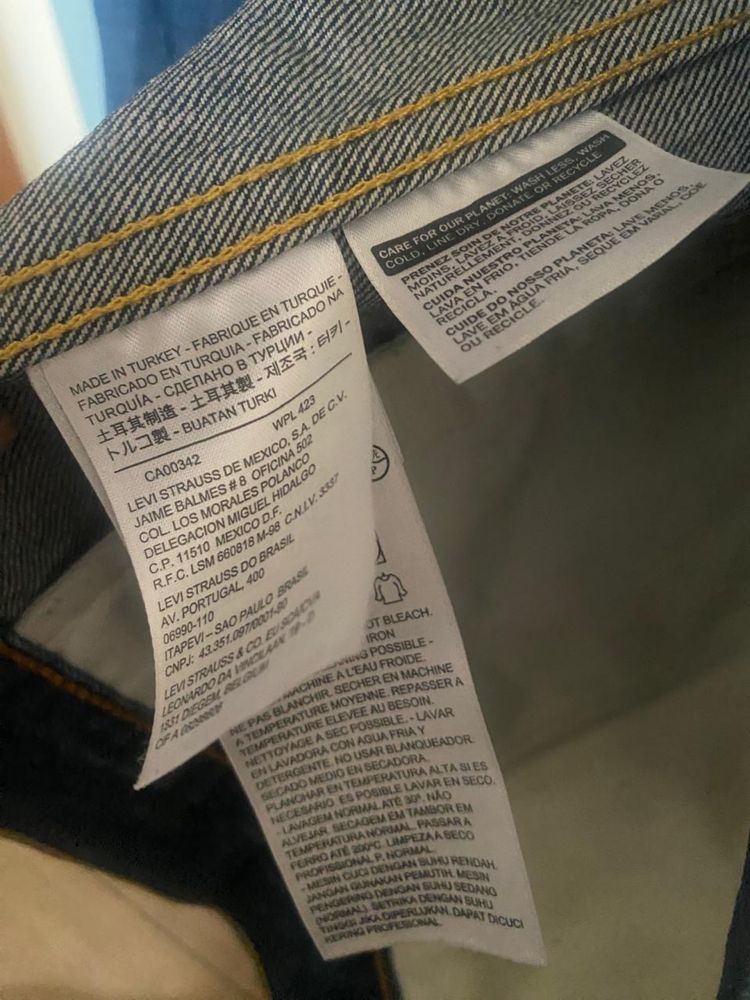 MADE IN TURKEY - FABRIQUE EN TURQUIE -
FABRICADO EN TURQUIA - FABRICADO NA
TURQUÍA - СДЕЛАНО В ТУРЦИИ -
土耳其制造 - 土耳其製 - 제조국 : 터키 -
トルコ製 - BUATAN TURKI
CA00342 WPL 423
LEVI STRAUSS DE MEXICO, S.A. DE C.V.
JAIME BALMES # 8 OFICINA 502
COL. LOS MORALES POLANCO
DELEGACION MIGUEL HIDALGO
C.P. 11510 MEXICO D.F.
R.F.C. LSM 660818 M-98 C.N.I.V. 3337
LEVI STRAUSS DO BRASIL
AV. PORTUGAL, 400
06990-110
ITAPEVI – SAO PAULO BRASIL
CNPJ: 43.351.097/0001-80
LEVI STRAUSS & CO. EU SCA/CVA
LEONARDO DA VINCILAAN, 19 - D
1831 DIEGEM, BELGIUM
CARE FOR OUR PLANET: WASH LESS, WASH
COLD, LINE DRY, DONATE OR RECYCLE.
PRENEZ SOIN DE NOTRE PLANETE: LAVEZ
MOINS, LAVEZ A FROID, LAISSEZ SECHER
NATURELLEMENT, DONNEZ OU RECYCLEZ
CUIDA NUESTRO PLANETA: LAVA MENOS,
LAVA EN FRIO, TIENDE LA ROPA, DONA O
RECICLA.
CUIDE DO NOSSO PLANETA: LAVE MENOS,
LAVE EM ÁGUA FRIA, SEQUE EM VARAL, DOE
OU RECICLE.
OT BLEACH.
IRON
NING POSSIBLE -
MACHINE A L'EAU FROIDE.
NE PAS BLANCHIR. SECHER EN MACHINE
A TEMPERATURE MOYENNE. REPASSER A
TEMPERATURE ELEVEE AU BESOIN.
NETTOYAGE A SEC POSSIBLE. - LAVAR
EN LAVADORA CON AGUA FRIA Y
DETERGENTE. NO USAR BLANQUEADOR.
SECADO MEDIO EN SECADORA.
PLANCHAR EN TEMPERATURA ALTA SI ES
NECESARIO ES POSIBLE LAVAR EN SECO.
- LAVAGEM NORMAL ATÉ 30º. NÃO
ALVEJAR. SECAGEM EM TAMBOR EM
TEMPERATURA NORMAL. PASSAR A
FERRO ATÉ 200ºC. LIMPEZA A SECO
PROFISSIONAL P. NORMAL.
- MESIN CUCI DENGAN SUHU RENDAH.
JANGAN GUNAKAN PEMUTIH. MESIN
PENGERING DENGAN SUHU SEDANG
(NORMAL). SETRIKA DENGAN SUHU
TINGGI JIKA DIPERLUKAN. DAPAT DICUCI
KERING PROFESIONAL.